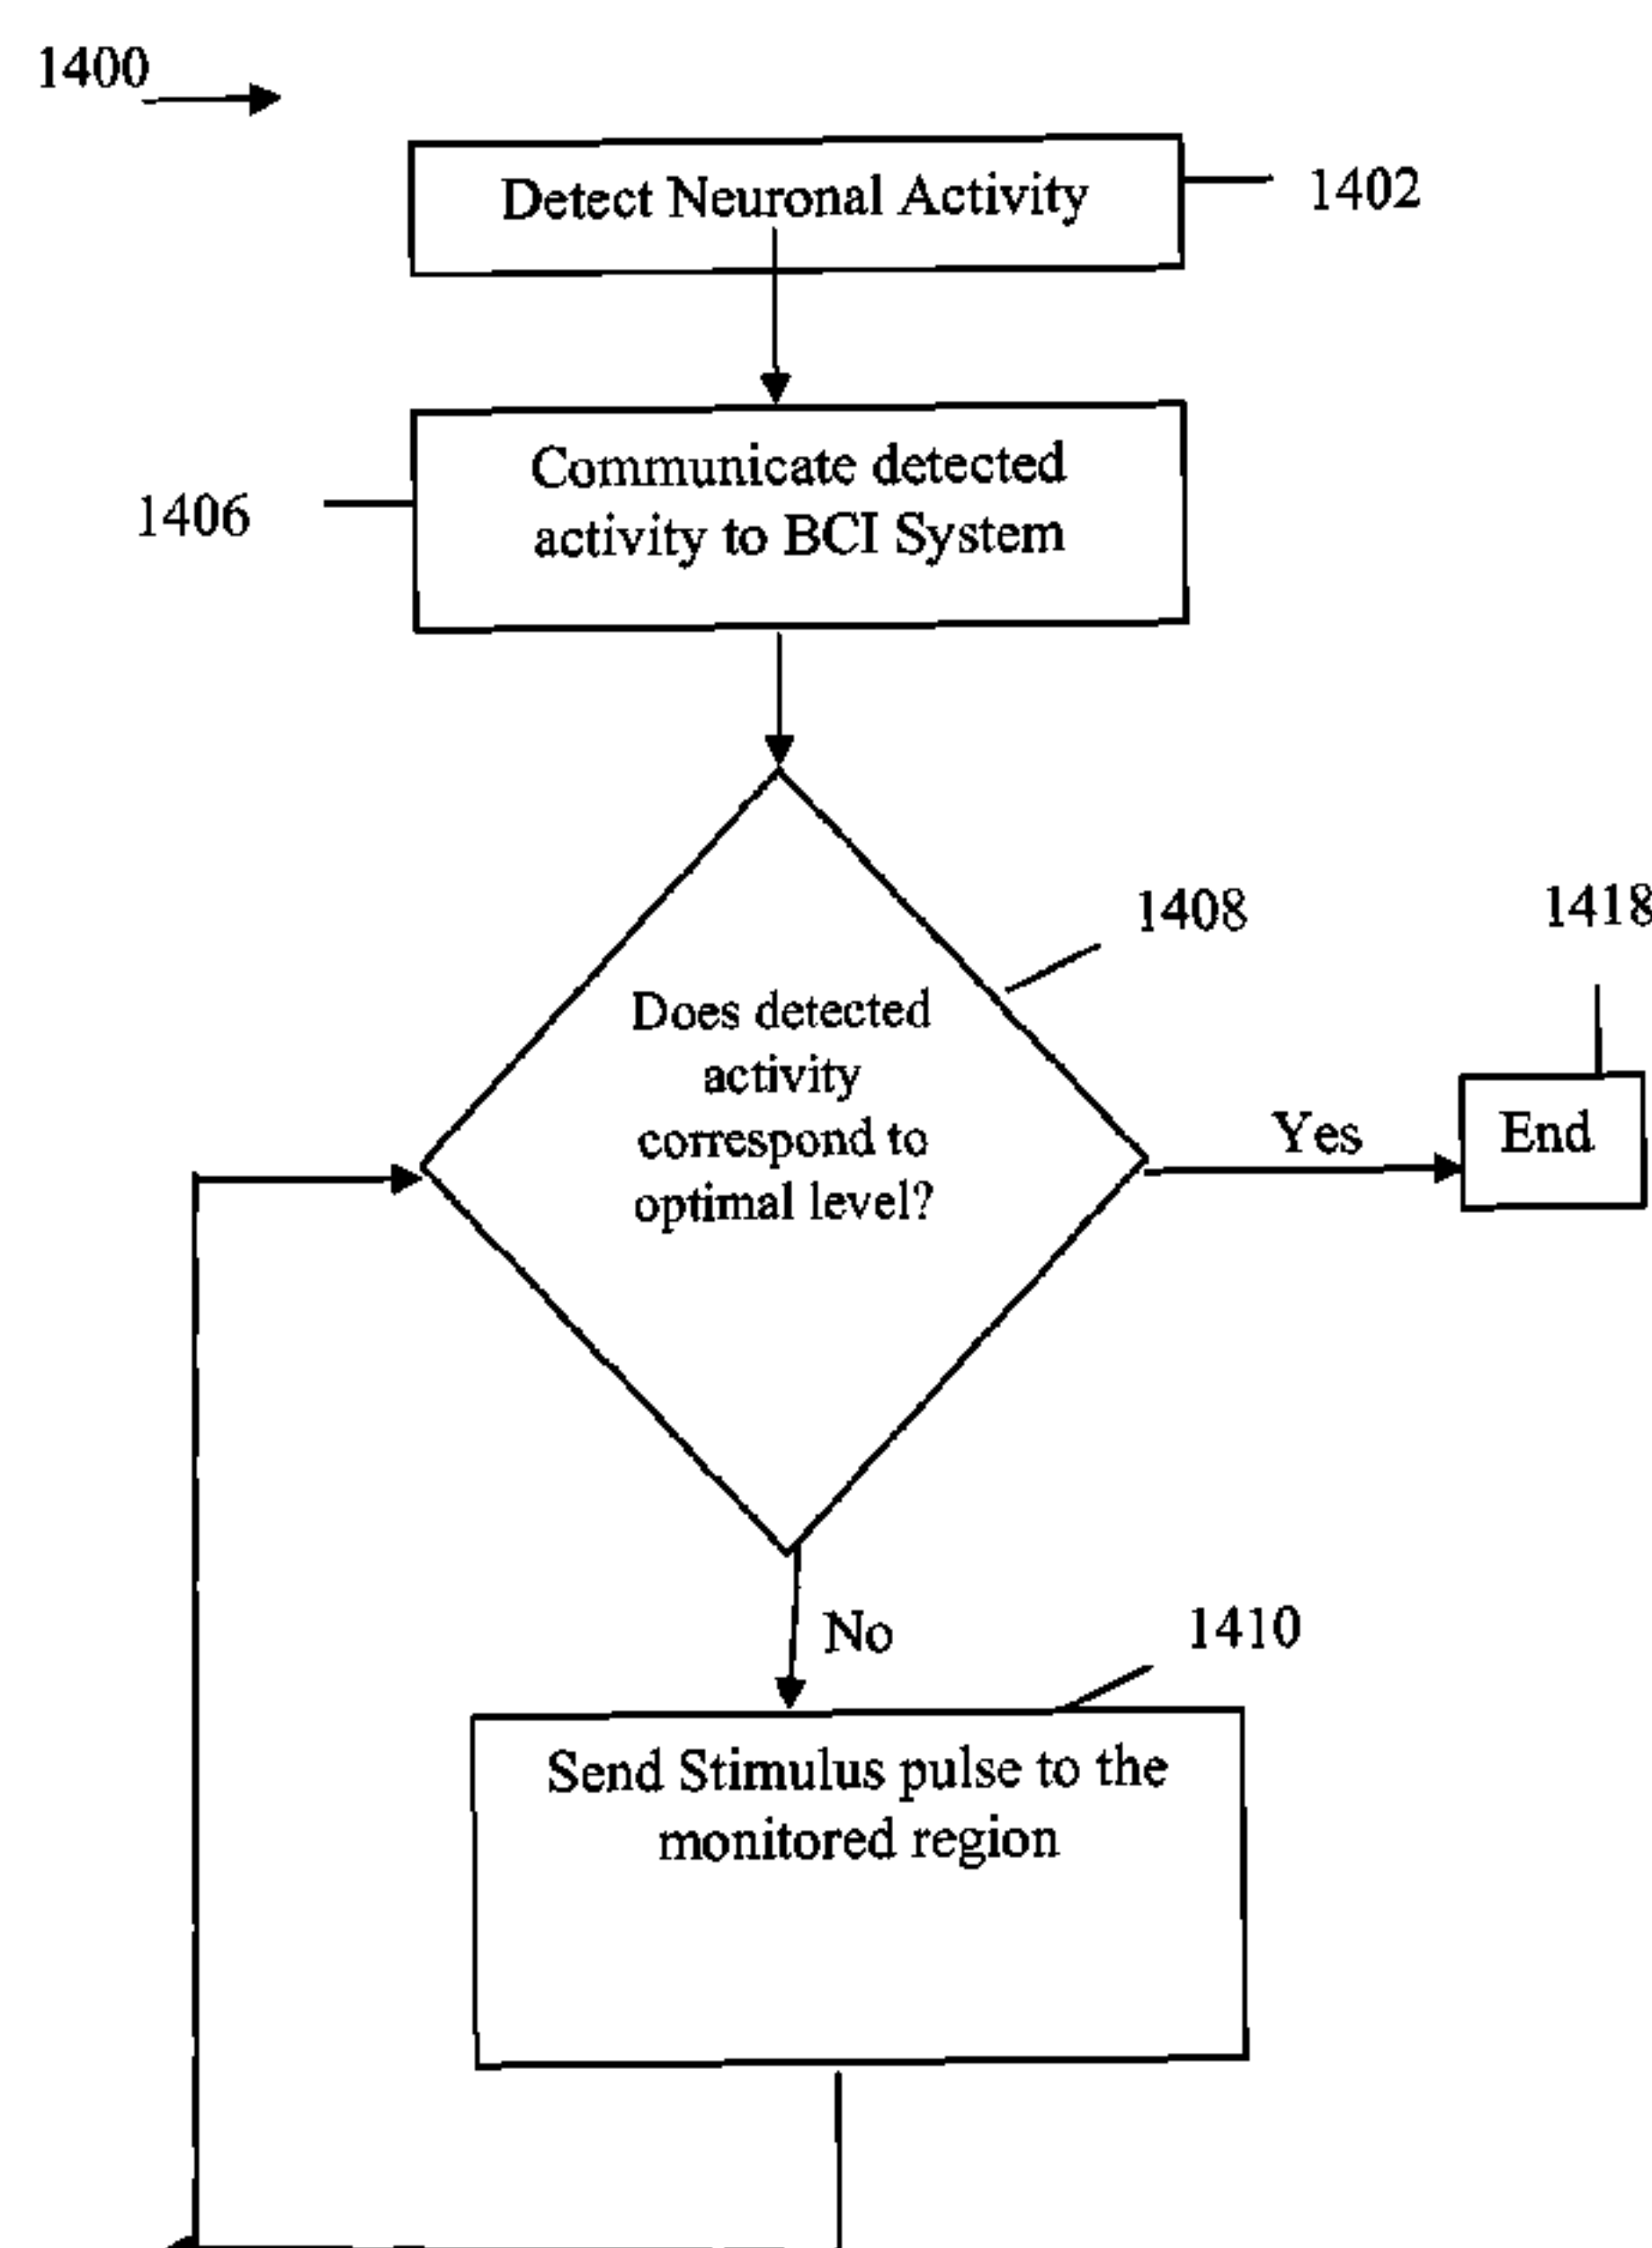 1400
Detect Neuronal Activity
1402
Communicate detected
activity to BCI System
1406
1408
1418
Does detected
activity
correspond to
optimal level?
Yes
End
No
1410
Send Stimulus pulse to the
monitored region